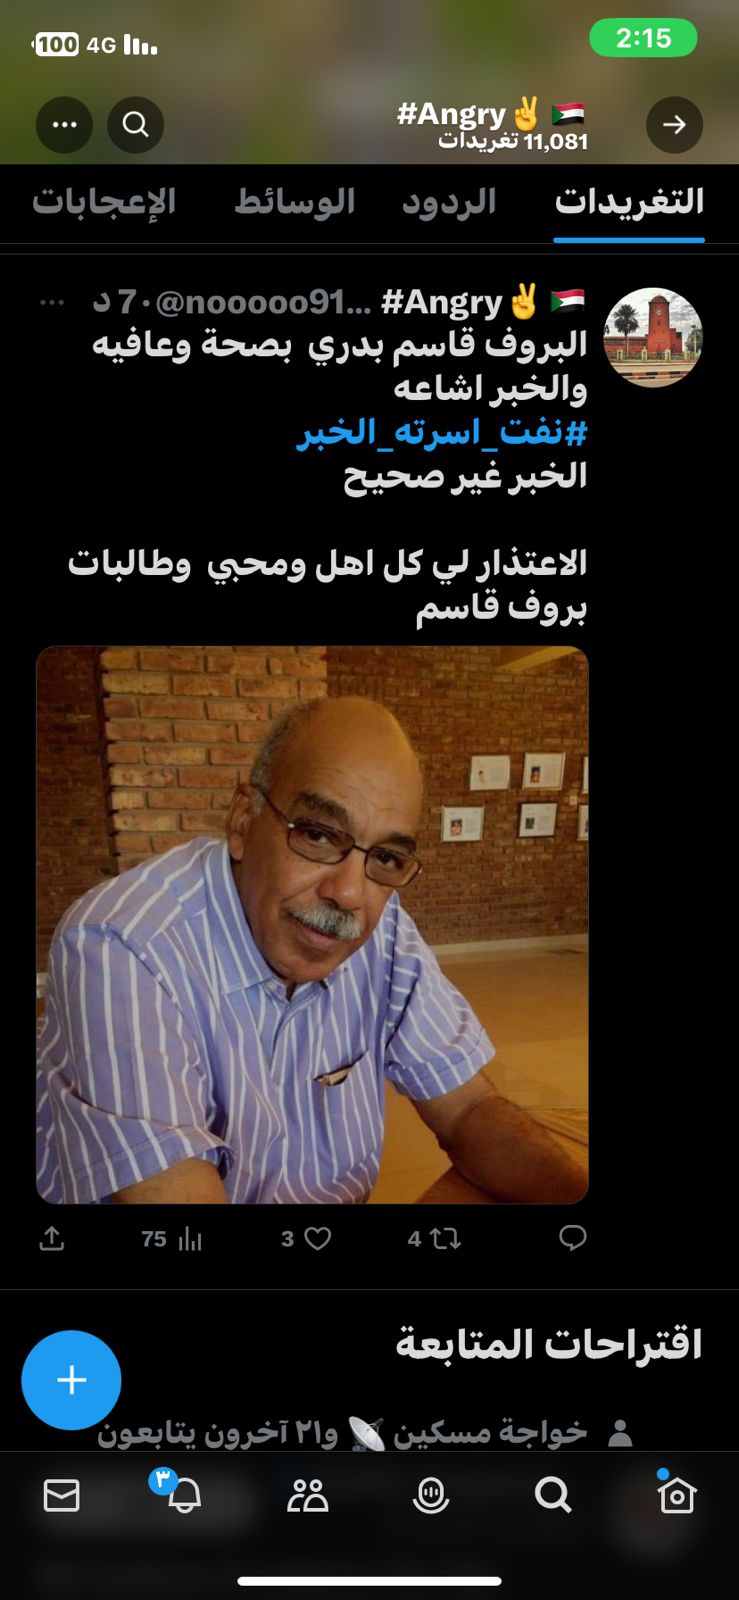 100 4G 2:15
#Angry✌️🇸🇩
11,081 تغريدات
التغريدات الردود الوسائط الإعجابات
#Angry✌️🇸🇩 @nooooo91... · 7 د
البروف قاسم بدري بصحة وعافيه
والخبر اشاعه
#نفت_اسرته_الخبر
الخبر غير صحيح
الاعتذار لي كل اهل ومحبي وطالبات
بروف قاسم
4 3 75
اقتراحات المتابعة
خواجة مسكين 📡 و٢١ آخرون يتابعون
٣